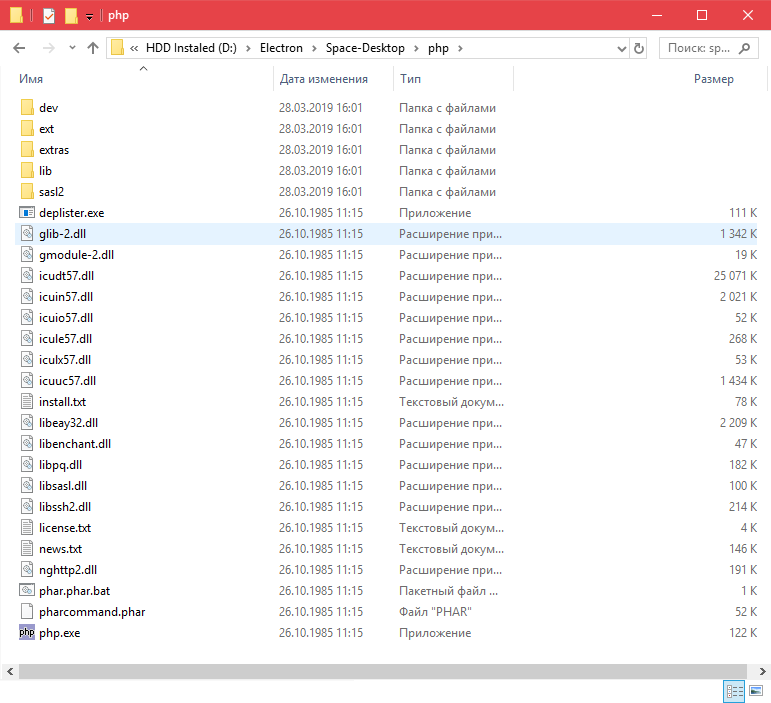 php
« HDD Instaled (D:) > Electron > Space-Desktop > php >
Поиск: sp...
Имя Дата изменения Тип Размер
dev 28.03.2019 16:01 Папка с файлами
ext 28.03.2019 16:01 Папка с файлами
extras 28.03.2019 16:01 Папка с файлами
lib 28.03.2019 16:01 Папка с файлами
sasl2 28.03.2019 16:01 Папка с файлами
deplister.exe 26.10.1985 11:15 Приложение 111 K
glib-2.dll 26.10.1985 11:15 Расширение при... 1 342 K
gmodule-2.dll 26.10.1985 11:15 Расширение при... 19 K
icudt57.dll 26.10.1985 11:15 Расширение при... 25 071 K
icuin57.dll 26.10.1985 11:15 Расширение при... 2 021 K
icuio57.dll 26.10.1985 11:15 Расширение при... 52 K
icule57.dll 26.10.1985 11:15 Расширение при... 268 K
iculx57.dll 26.10.1985 11:15 Расширение при... 53 K
icuuc57.dll 26.10.1985 11:15 Расширение при... 1 434 K
install.txt 26.10.1985 11:15 Текстовый докум... 78 K
libeay32.dll 26.10.1985 11:15 Расширение при... 2 209 K
libenchant.dll 26.10.1985 11:15 Расширение при... 47 K
libpq.dll 26.10.1985 11:15 Расширение при... 182 K
libsasl.dll 26.10.1985 11:15 Расширение при... 100 K
libssh2.dll 26.10.1985 11:15 Расширение при... 214 K
license.txt 26.10.1985 11:15 Текстовый докум... 4 K
news.txt 26.10.1985 11:15 Текстовый докум... 146 K
nghttp2.dll 26.10.1985 11:15 Расширение при... 191 K
phar.phar.bat 26.10.1985 11:15 Пакетный файл ... 1 K
pharcommand.phar 26.10.1985 11:15 Файл "PHAR" 52 K
php php.exe 26.10.1985 11:15 Приложение 122 K